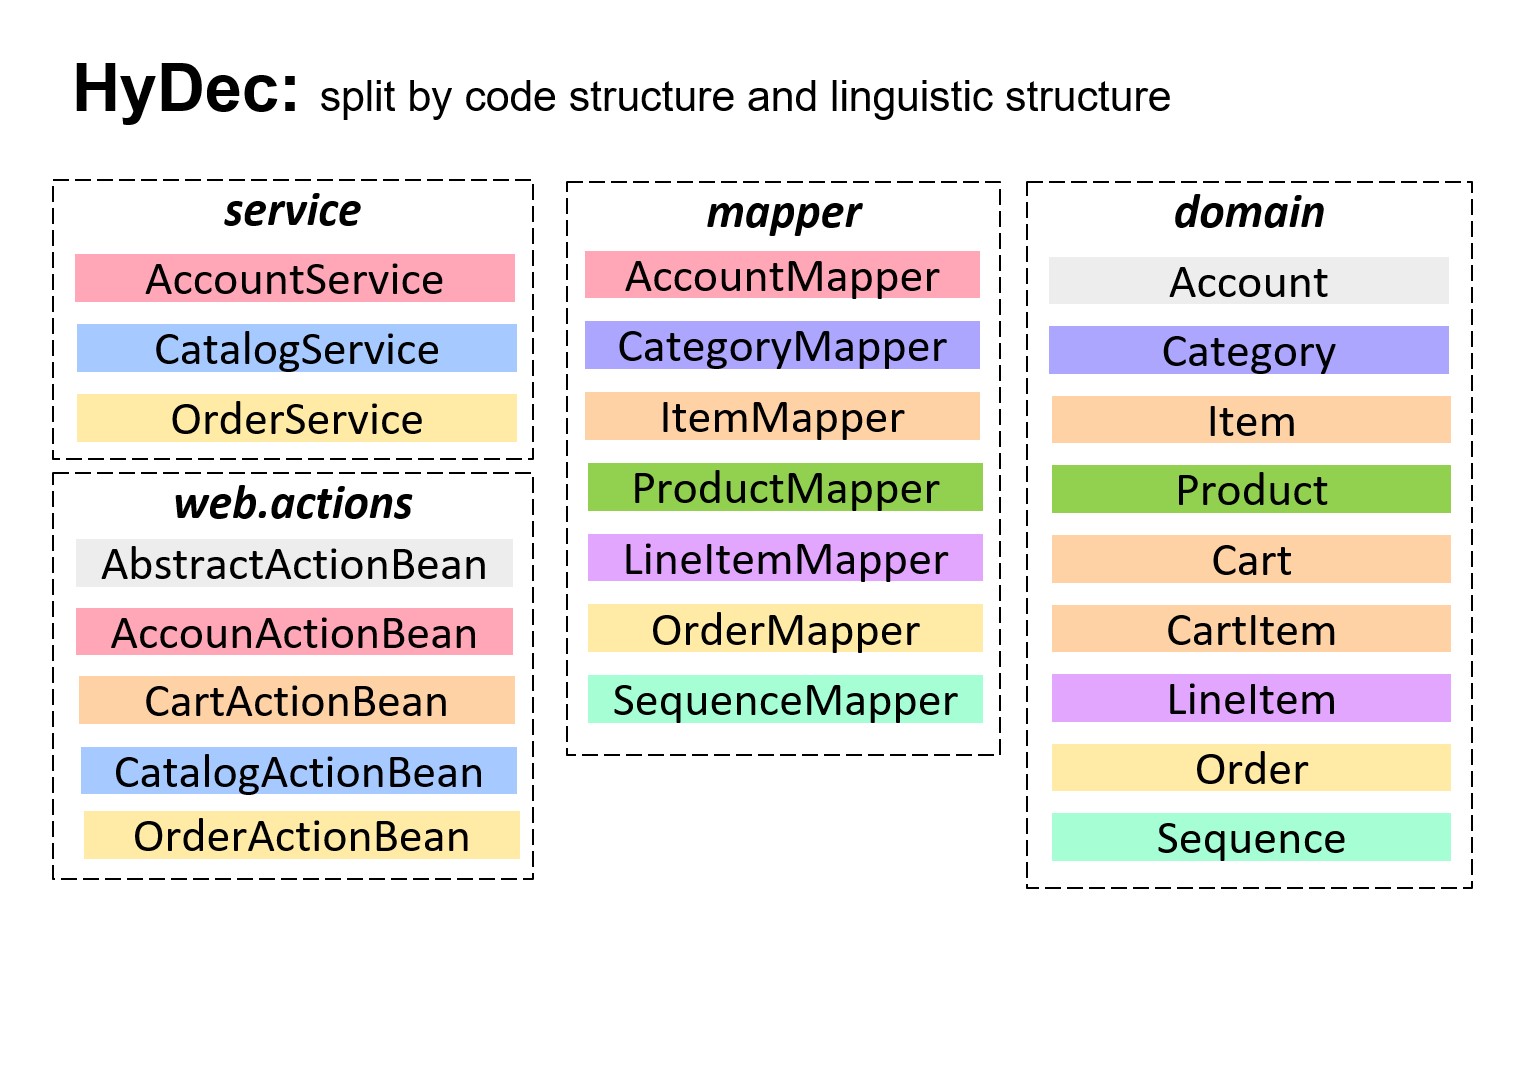 HyDec: split by code structure and linguistic structure
service
AccountService
CatalogService
OrderService
web.actions
AbstractActionBean
AccounActionBean
CartActionBean
CatalogActionBean
OrderActionBean
mapper
AccountMapper
CategoryMapper
ItemMapper
ProductMapper
LineItemMapper
OrderMapper
SequenceMapper
domain
Account
Category
Item
Product
Cart
CartItem
LineItem
Order
Sequence